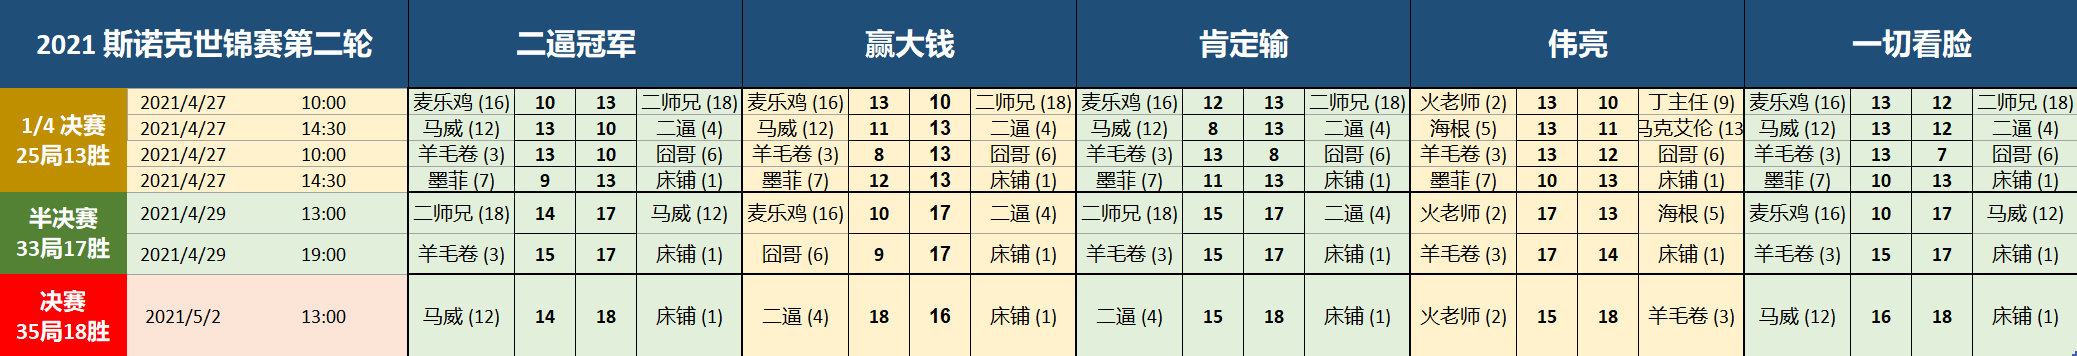 2021 斯诺克世锦赛第二轮 二逼冠军 赢大钱 肯定输 伟亮 一切看脸
1/4 决赛
25局13胜
2021/4/27 10:00 麦乐鸡 (16) 10 13 二师兄 (18) 麦乐鸡 (16) 13 10 二师兄 (18) 麦乐鸡 (16) 12 13 二师兄 (18) 火老师 (2) 13 10 丁主任 (9) 麦乐鸡 (16) 13 12 二师兄 (18)
2021/4/27 14:30 马威 (12) 13 10 二逼 (4) 马威 (12) 11 13 二逼 (4) 马威 (12) 8 13 二逼 (4) 海根 (5) 13 11 马克艾伦 (13 马威 (12) 13 12 二逼 (4)
2021/4/27 10:00 羊毛卷 (3) 13 10 囧哥 (6) 羊毛卷 (3) 8 13 囧哥 (6) 羊毛卷 (3) 13 8 囧哥 (6) 羊毛卷 (3) 13 12 囧哥 (6) 羊毛卷 (3) 13 7 囧哥 (6)
2021/4/27 14:30 墨菲 (7) 9 13 床铺 (1) 墨菲 (7) 12 13 床铺 (1) 墨菲 (7) 11 13 床铺 (1) 墨菲 (7) 10 13 床铺 (1) 墨菲 (7) 10 13 床铺 (1)
半决赛
33局17胜
2021/4/29 13:00 二师兄 (18) 14 17 马威 (12) 麦乐鸡 (16) 10 17 二逼 (4) 二师兄 (18) 15 17 二逼 (4) 火老师 (2) 17 13 海根 (5) 麦乐鸡 (16) 10 17 马威 (12)
2021/4/29 19:00 羊毛卷 (3) 15 17 床铺 (1) 囧哥 (6) 9 17 床铺 (1) 羊毛卷 (3) 15 17 床铺 (1) 羊毛卷 (3) 17 14 床铺 (1) 羊毛卷 (3) 15 17 床铺 (1)
决赛
35局18胜
2021/5/2 13:00 马威 (12) 14 18 床铺 (1) 二逼 (4) 18 16 床铺 (1) 二逼 (4) 15 18 床铺 (1) 火老师 (2) 15 18 羊毛卷 (3) 马威 (12) 16 18 床铺 (1)